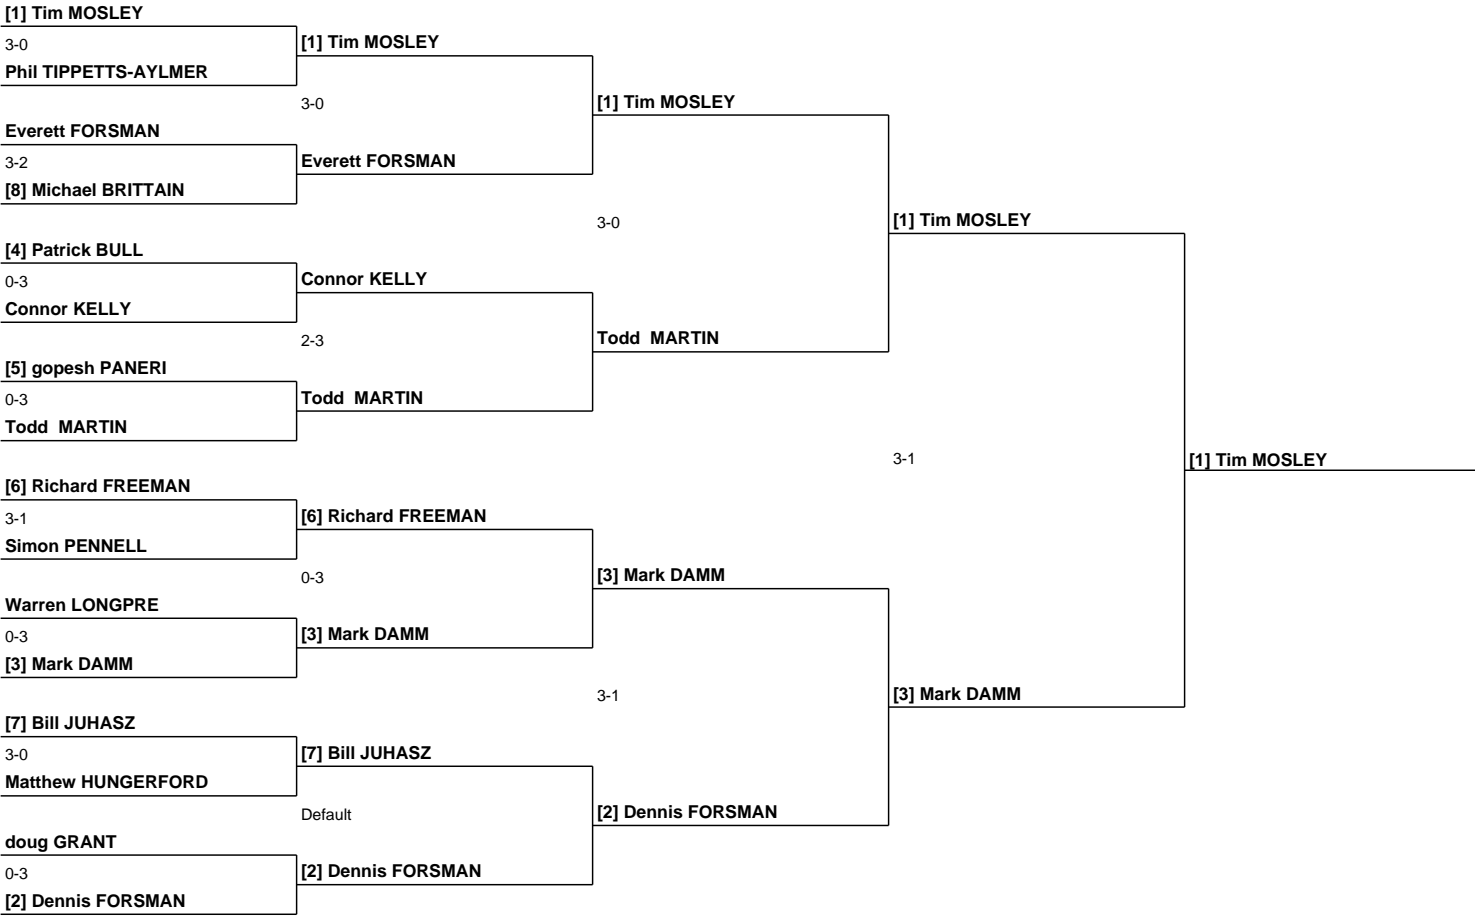 [1] Tim MOSLEY
3-0
Phil TIPPETTS-AYLMER
Everett FORSMAN
3-2
[8] Michael BRITTAIN
[4] Patrick BULL
0-3
Connor KELLY
[5] gopesh PANERI
0-3
Todd  MARTIN
[6] Richard FREEMAN
3-1
Simon PENNELL
Warren LONGPRE
0-3
[3] Mark DAMM
[7] Bill JUHASZ
3-0
Matthew HUNGERFORD
doug GRANT
0-3
[2] Dennis FORSMAN
[1] Tim MOSLEY
3-0
Everett FORSMAN
Connor KELLY
2-3
Todd  MARTIN
[6] Richard FREEMAN
0-3
[3] Mark DAMM
[7] Bill JUHASZ
Default
[2] Dennis FORSMAN
[1] Tim MOSLEY
3-0
Todd  MARTIN
[3] Mark DAMM
3-1
[2] Dennis FORSMAN
[1] Tim MOSLEY
3-1
[3] Mark DAMM
[1] Tim MOSLEY